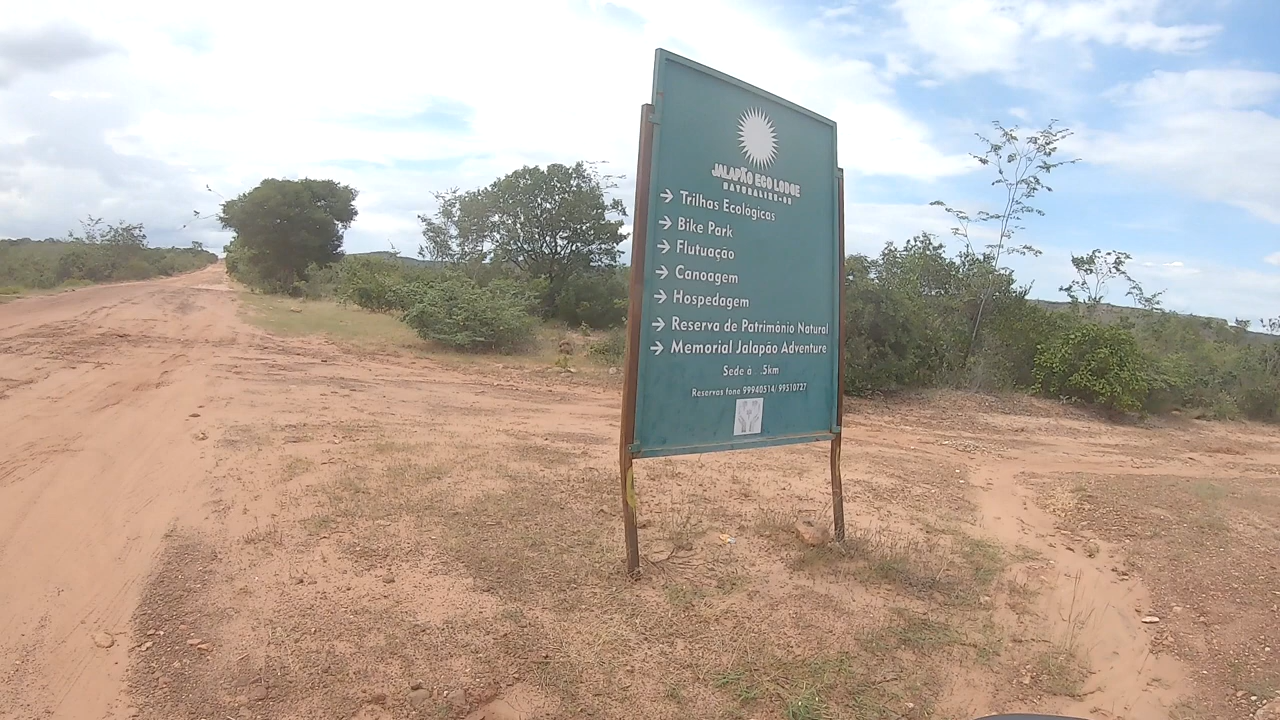 JALAPÃO ECO LODGE
Trilhas Ecológicas
Bike Park
Flutuação
Canoagem
Hospedagem
Reserva de Patrimônio Natural
Memorial Jalapão Adventure
Sede à .5km
Reservas fone 99940514/ 99510727